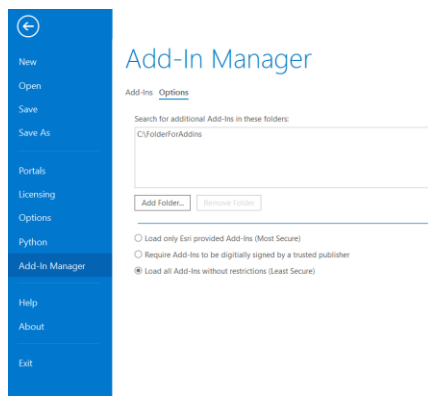 New
Open
Save
Save As
Portals
Licensing
Options
Python
Add-In Manager
Help
About
Exit
Add-In Manager
Add-Ins Options
Search for additional Add-Ins in these folders:
C:\FolderForAddins
Add Folder...
Remove Folder
Load only Esri provided Add-Ins (Most Secure)
Require Add-Ins to be digitially signed by a trusted publisher
Load all Add-Ins without restrictions (Least Secure)